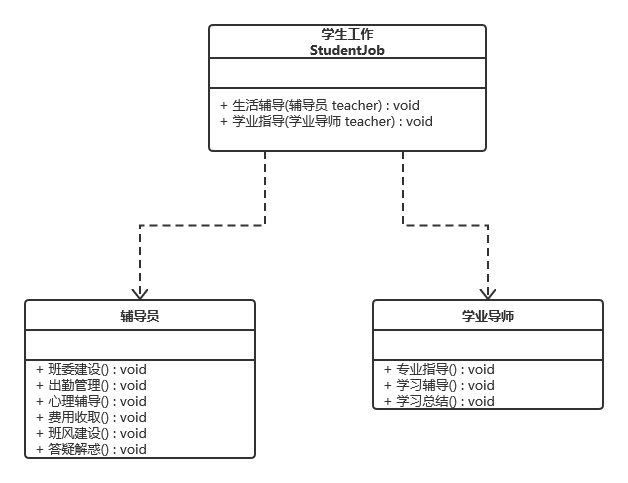 学生工作
StudentJob
+ 生活辅导(辅导员 teacher) : void
+ 学业指导(学业导师 teacher) : void
辅导员
+ 班委建设() : void
+ 出勤管理() : void
+ 心理辅导() : void
+ 费用收取() : void
+ 班风建设() : void
+ 答疑解惑() : void
学业导师
+ 专业指导() : void
+ 学习辅导() : void
+ 学习总结() : void